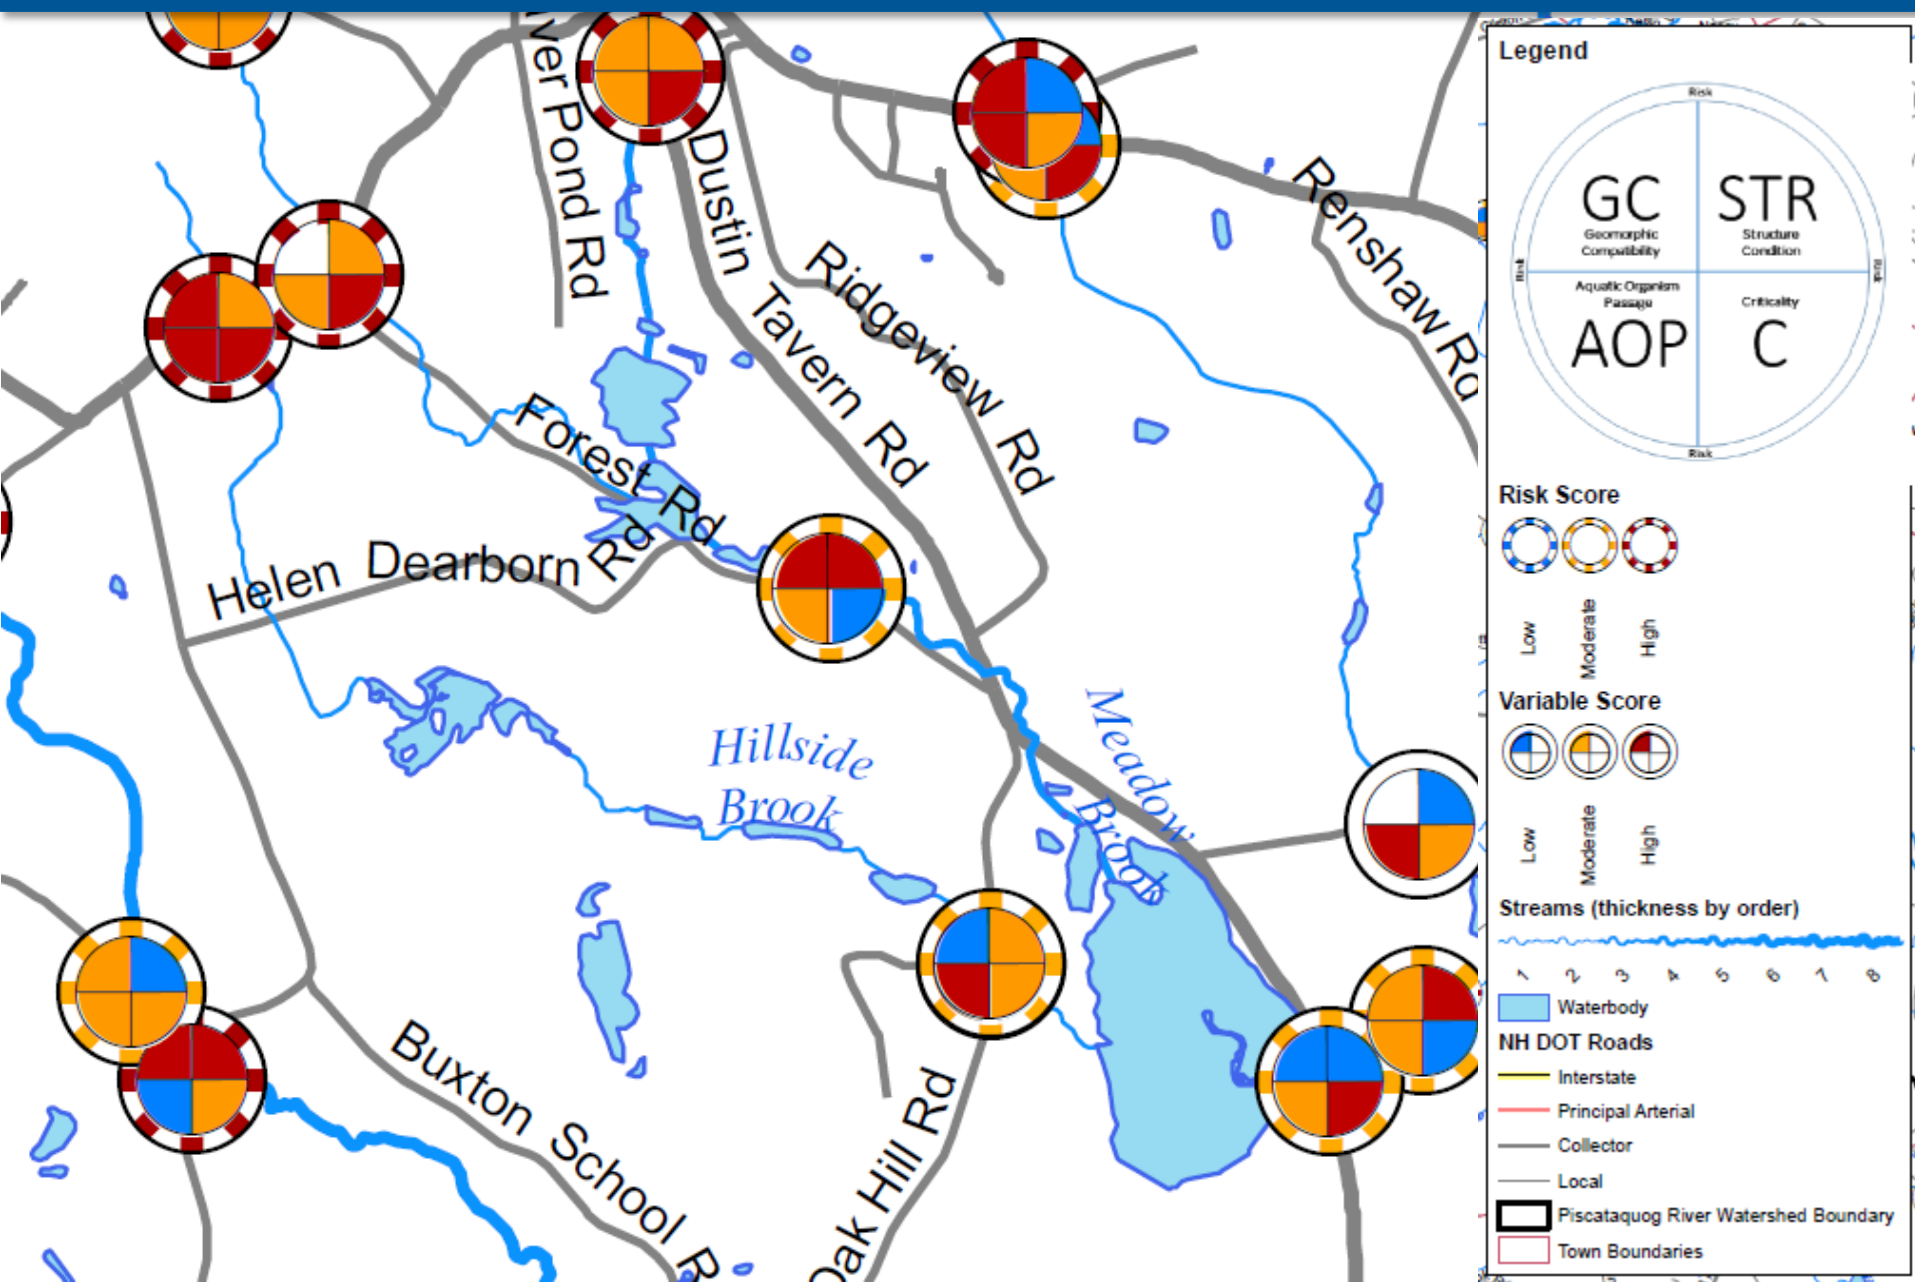 ver Pond Rd
Dustin Tavern Rd
Ridgeview Rd
Renshaw Rd
Forest Rd
Helen Dearborn Rd
Hillside
Brook
Meadow
Brook
Buxton School R
Oak Hill Rd
Legend
Risk
GC
Geomorphic
Compatibility
STR
Structure
Condition
Risk
Risk
Aquatic Organism
Passage
AOP
Criticality
C
Risk
Risk Score
Low
Moderate
High
Variable Score
Low
Moderate
High
Streams (thickness by order)
1 2 3 4 5 6 7 8
Waterbody
NH DOT Roads
Interstate
Principal Arterial
Collector
Local
Piscataquog River Watershed Boundary
Town Boundaries